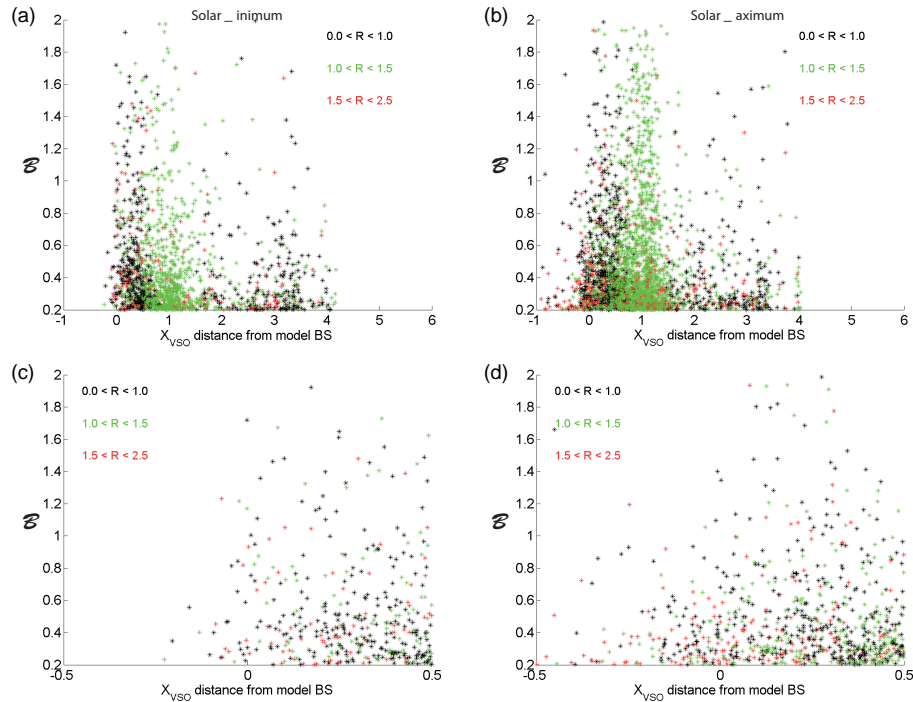 (a) Solar _ inimum
0.0 < R < 1.0
1.0 < R < 1.5
1.5 < R < 2.5
2
1.8
1.6
1.4
1.2
1
0.8
0.6
0.4
0.2
ℬ
-1 0 1 2 3 4 5 6
X_VSO distance from model BS
(b) Solar _ aximum
0.0 < R < 1.0
1.0 < R < 1.5
1.5 < R < 2.5
2
1.8
1.6
1.4
1.2
1
0.8
0.6
0.4
0.2
ℬ
-1 0 1 2 3 4 5 6
X_VSO distance from model BS
(c)
0.0 < R < 1.0
1.0 < R < 1.5
1.5 < R < 2.5
2
1.8
1.6
1.4
1.2
1
0.8
0.6
0.4
0.2
ℬ
-0.5 0 0.5
X_VSO distance from model BS
(d)
0.0 < R < 1.0
1.0 < R < 1.5
1.5 < R < 2.5
2
1.8
1.6
1.4
1.2
1
0.8
0.6
0.4
0.2
ℬ
-0.5 0 0.5
X_VSO distance from model BS